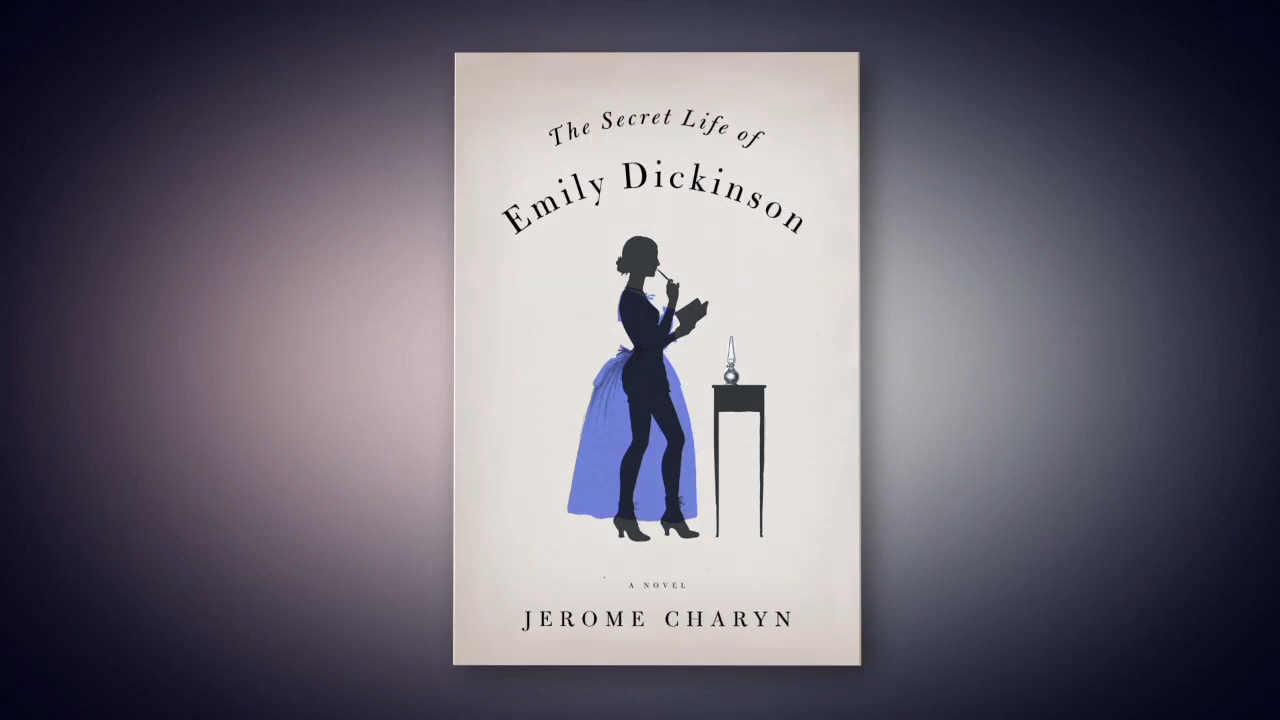 The Secret Life of
Emily Dickinson
A NOVEL
JEROME CHARYN